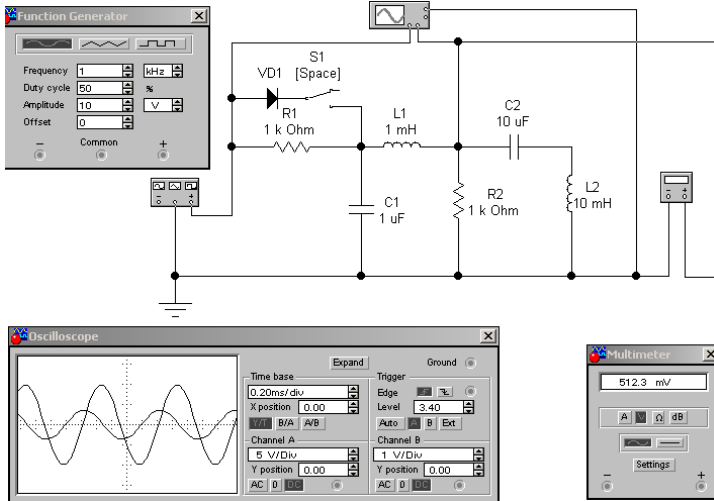 Function Generator
Frequency 1 kHz
Duty cycle 50 %
Amplitude 10 V
Offset 0
− Common +
S1
VD1 [Space]
R1
1 k Ohm
L1
1 mH
C2
10 uF
C1
1 uF
R2
1 k Ohm
L2
10 mH
Oscilloscope
Expand Ground
Time base
0.20ms/div
X position 0.00
Y/T B/A A/B
Trigger
Edge
Level 3.40
Auto A B Ext
Channel A
5 V/Div
Y position 0.00
AC 0 DC
Channel B
1 V/Div
Y position 0.00
AC 0 DC
Multimeter
512.3 mV
A V Ω dB
Settings
− +